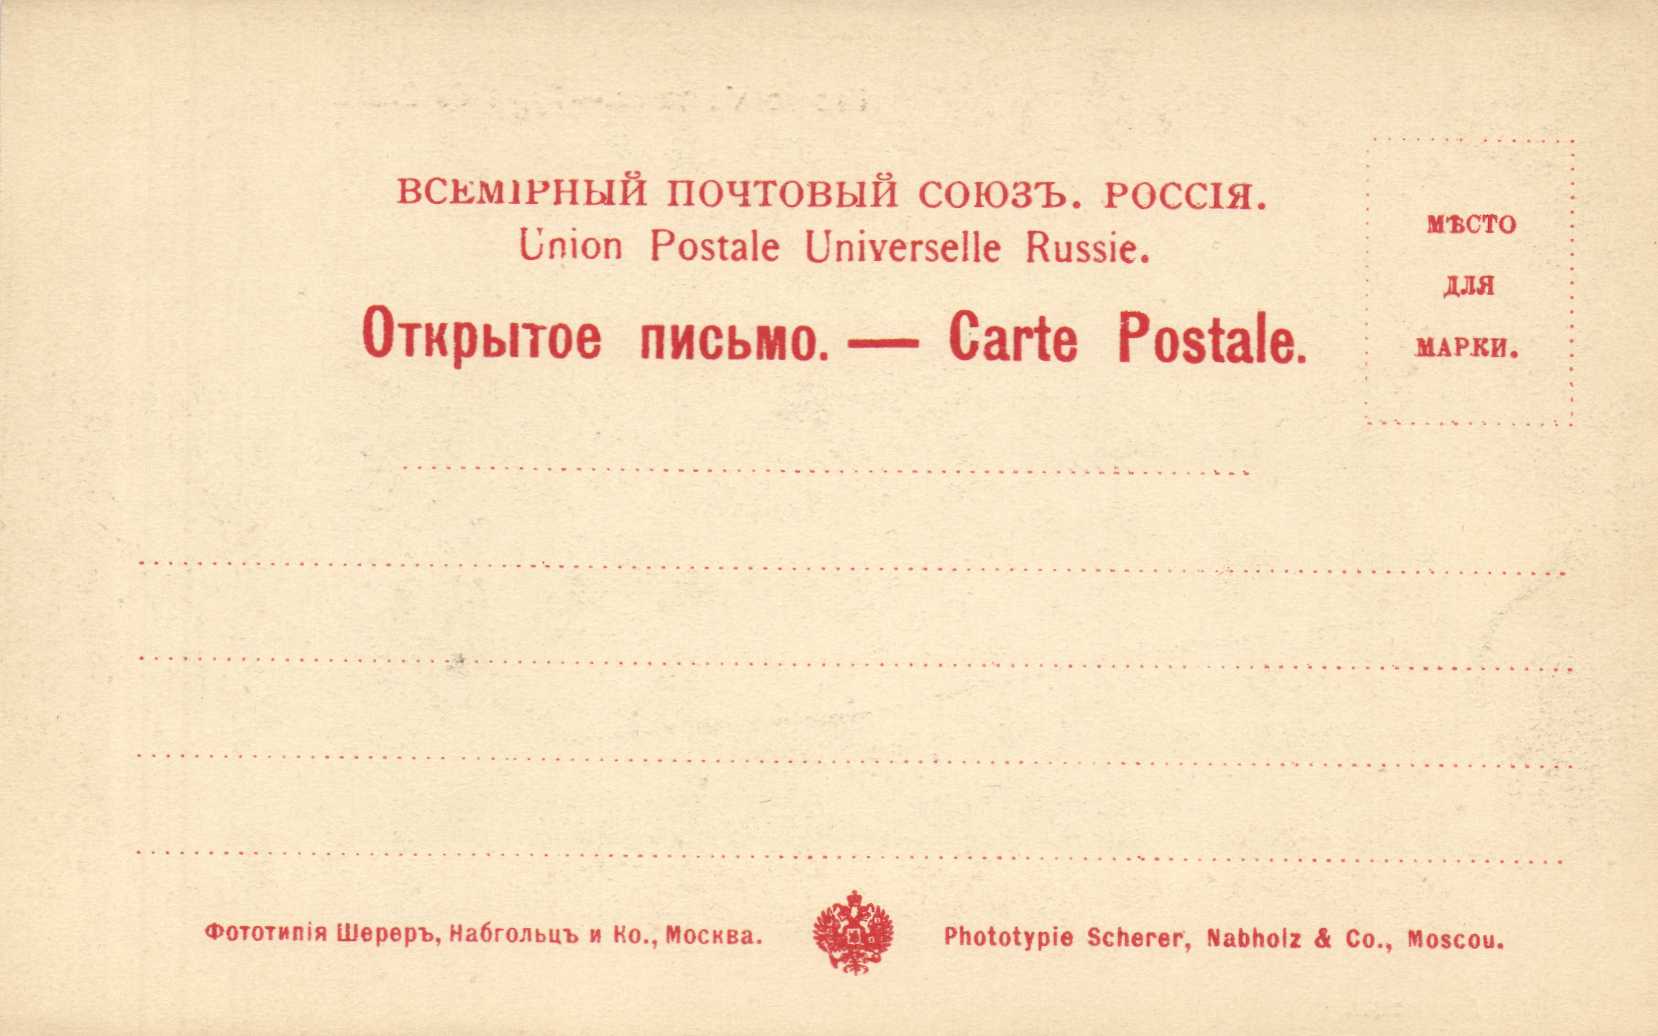 ВСЕМІРНЫЙ ПОЧТОВЫЙ СОЮЗЪ. РОССІЯ.
Union Postale Universelle Russie.
Открытое письмо. — Carte Postale.
МѢСТО
ДЛЯ
МАРКИ.
Фототипія Шереръ, Набгольцъ и Ко., Москва.
Phototypie Scherer, Nabholz & Co., Moscou.